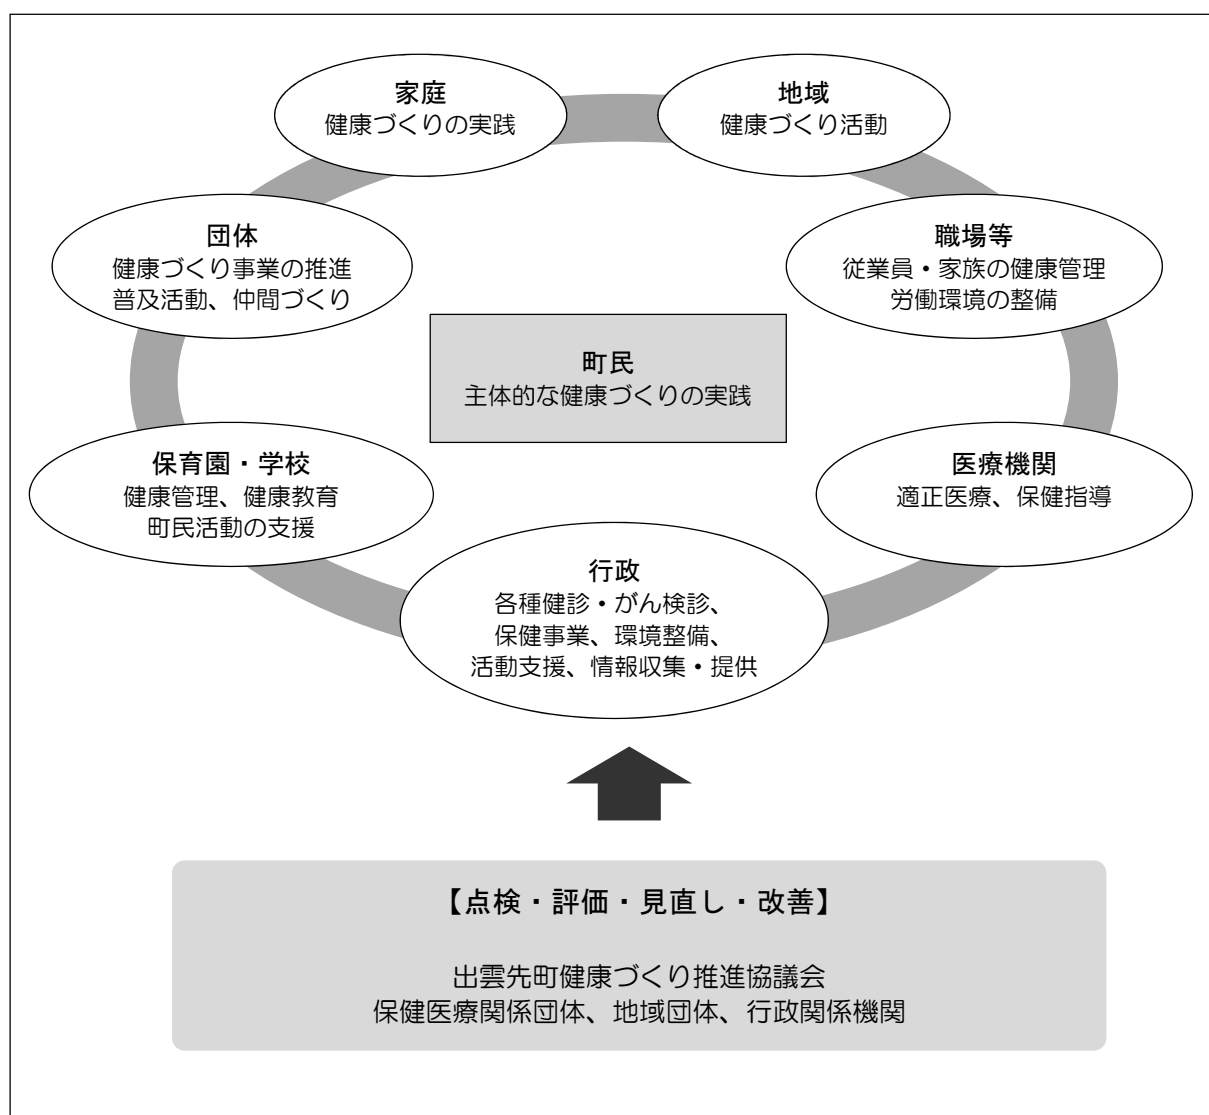 家庭
健康づくりの実践
地域
健康づくり活動
団体
健康づくり事業の推進
普及活動、仲間づくり
職場等
従業員・家族の健康管理
労働環境の整備
町民
主体的な健康づくりの実践
保育園・学校
健康管理、健康教育
町民活動の支援
医療機関
適正医療、保健指導
行政
各種健診・がん検診、
保健事業、環境整備、
活動支援、情報収集・提供
【点検・評価・見直し・改善】
出雲先町健康づくり推進協議会
保健医療関係団体、地域団体、行政関係機関